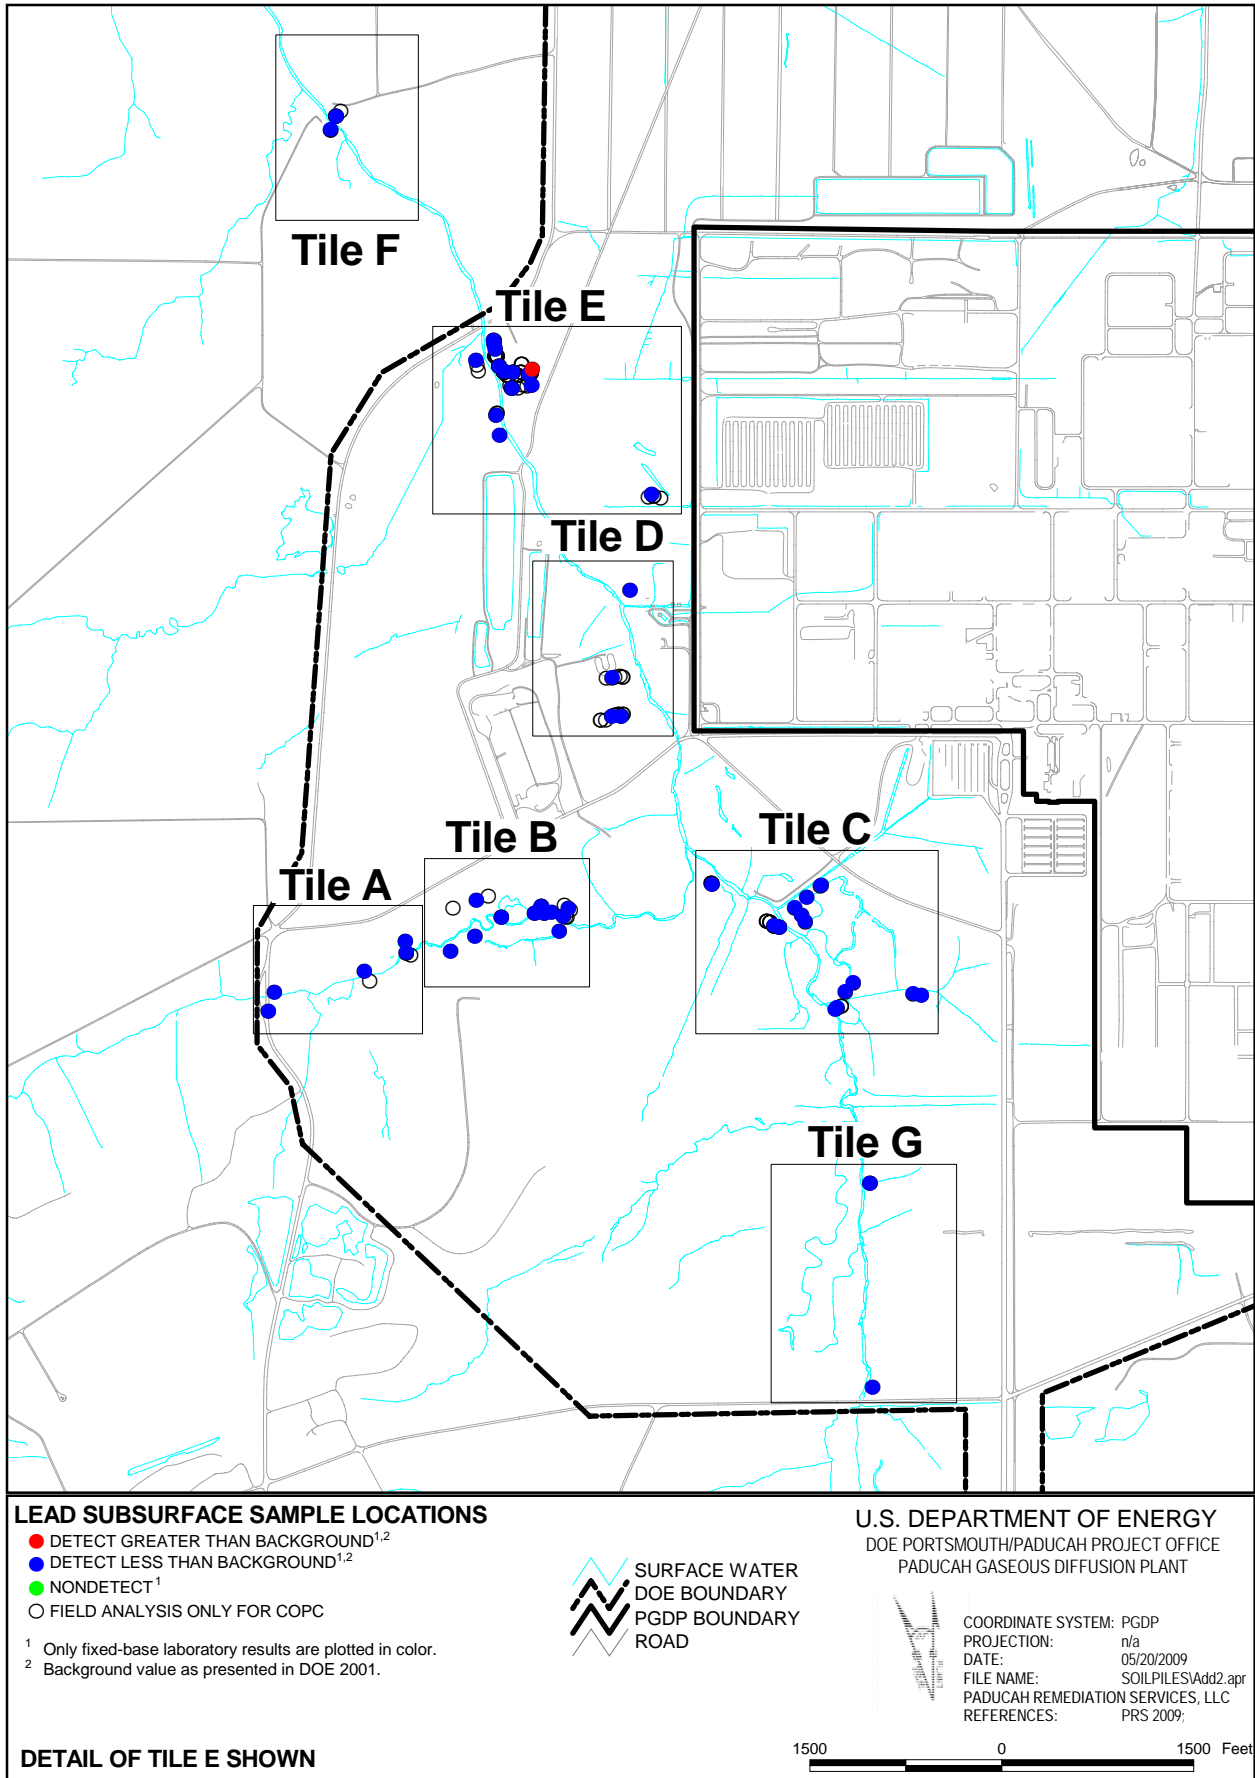 Tile F
Tile E
Tile D
Tile B
Tile C
Tile A
Tile G
LEAD SUBSURFACE SAMPLE LOCATIONS
DETECT GREATER THAN BACKGROUND1,2
DETECT LESS THAN BACKGROUND1,2
NONDETECT1
FIELD ANALYSIS ONLY FOR COPC
1 Only fixed-base laboratory results are plotted in color.
2 Background value as presented in DOE 2001.
DETAIL OF TILE E SHOWN
SURFACE WATER
DOE BOUNDARY
PGDP BOUNDARY
ROAD
U.S. DEPARTMENT OF ENERGY
DOE PORTSMOUTH/PADUCAH PROJECT OFFICE
PADUCAH GASEOUS DIFFUSION PLANT
COORDINATE SYSTEM: PGDP
PROJECTION: n/a
DATE: 05/20/2009
FILE NAME: SOILPILES\Add2.apr
PADUCAH REMEDIATION SERVICES, LLC
REFERENCES: PRS 2009;
1500 0 1500 Feet